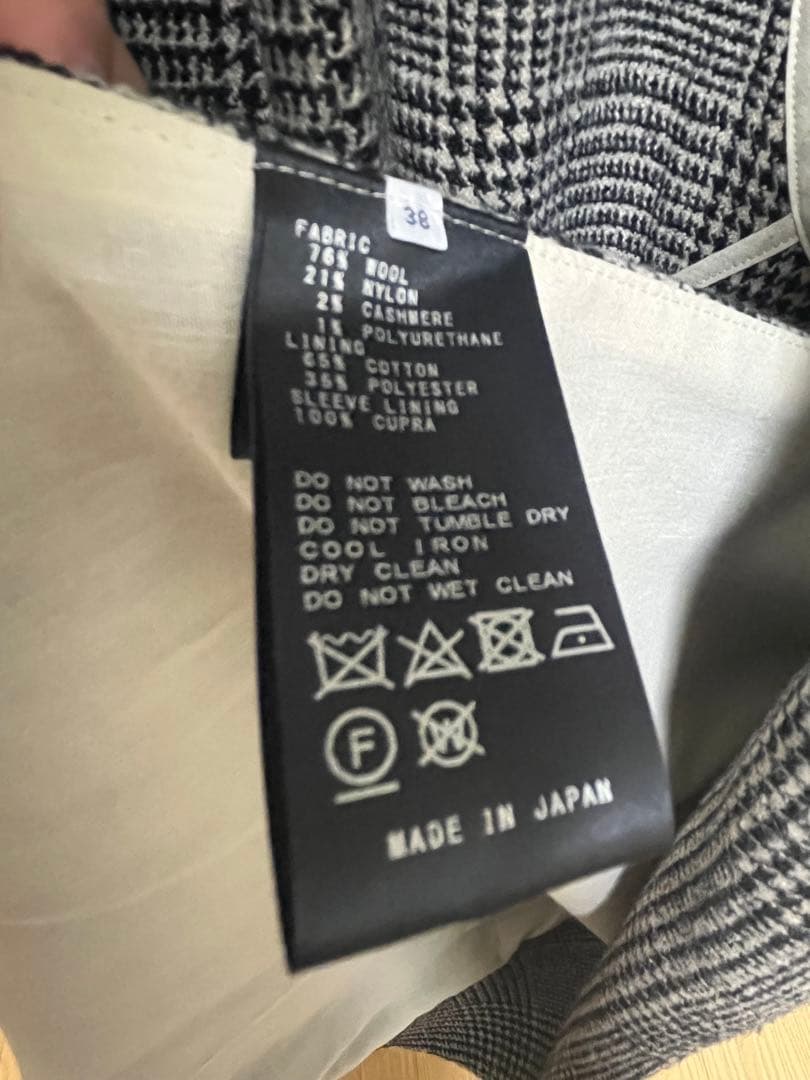 38
FABRIC
76% WOOL
21% NYLON
2% CASHMERE
1% POLYURETHANE
LINING
65% COTTON
35% POLYESTER
SLEEVE LINING
100% CUPRA
DO NOT WASH
DO NOT BLEACH
DO NOT TUMBLE DRY
COOL IRON
DRY CLEAN
DO NOT WET CLEAN
F W
MADE IN JAPAN